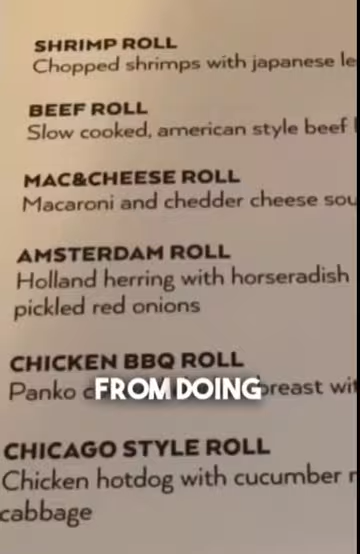 SHRIMP ROLL
Chopped shrimps with japanese le
BEEF ROLL
Slow cooked, american style beef
MAC&CHEESE ROLL
Macaroni and chedder cheese sou
AMSTERDAM ROLL
Holland herring with horseradish
pickled red onions
CHICKEN BBQ ROLL
Panko c
FROM DOING
breast wit
CHICAGO STYLE ROLL
Chicken hotdog with cucumber r
cabbage